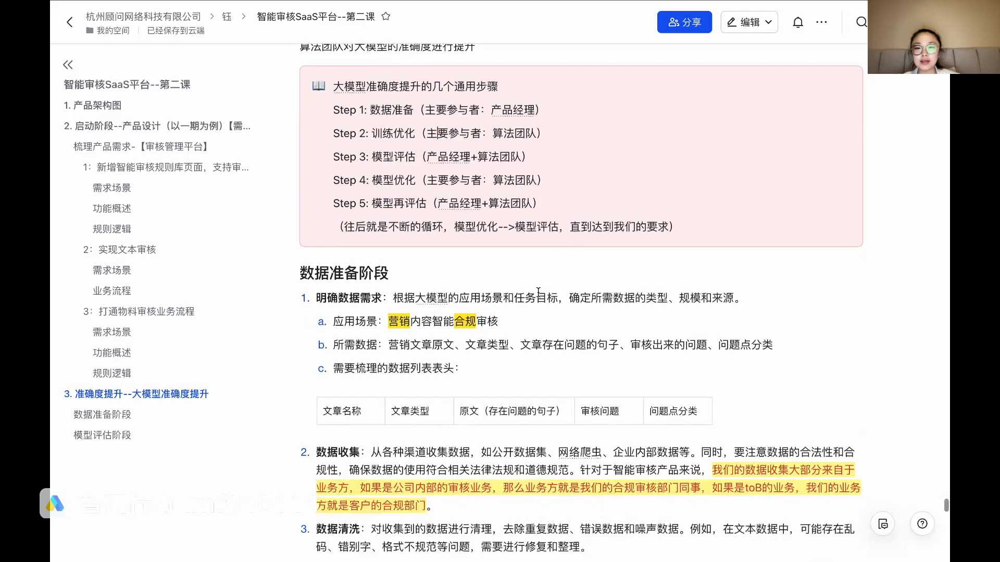 杭州顾问网络科技有限公司 > 钰 > 智能审核SaaS平台--第二课
我的空间 | 已经保存到云端
分享
编辑
智能审核SaaS平台--第二课
1. 产品架构图
2. 启动阶段--产品设计（以一期为例）【需...
梳理产品需求-【审核管理平台】
1：新增智能审核规则库页面，支持审...
需求场景
功能概述
规则逻辑
2：实现文本审核
需求场景
业务流程
3：打通物料审核业务流程
需求场景
功能概述
规则逻辑
3. 准确度提升--大模型准确度提升
数据准备阶段
模型评估阶段
算法团队对大模型的准确度进行提升
大模型准确度提升的几个通用步骤
Step 1: 数据准备（主要参与者：产品经理）
Step 2: 训练优化（主要参与者：算法团队）
Step 3: 模型评估（产品经理+算法团队）
Step 4: 模型优化（主要参与者：算法团队）
Step 5: 模型再评估（产品经理+算法团队）
（往后就是不断的循环，模型优化-->模型评估，直到达到我们的要求）
数据准备阶段
1. 明确数据需求：根据大模型的应用场景和任务目标，确定所需数据的类型、规模和来源。
a. 应用场景：营销内容智能合规审核
b. 所需数据：营销文章原文、文章类型、文章存在问题的句子、审核出来的问题、问题点分类
c. 需要梳理的数据列表表头：
文章名称 文章类型 原文（存在问题的句子） 审核问题 问题点分类
2. 数据收集：从各种渠道收集数据，如公开数据集、网络爬虫、企业内部数据等。同时，要注意数据的合法性和合
规性，确保数据的使用符合相关法律法规和道德规范。针对于智能审核产品来说，我们的数据收集大部分来自于
业务方，如果是公司内部的审核业务，那么业务方就是我们的合规审核部门同事，如果是toB的业务，我们的业务
方就是客户的合规部门。
3. 数据清洗：对收集到的数据进行清理，去除重复数据、错误数据和噪声数据。例如，在文本数据中，可能存在乱
码、错别字、格式不规范等问题，需要进行修复和整理。